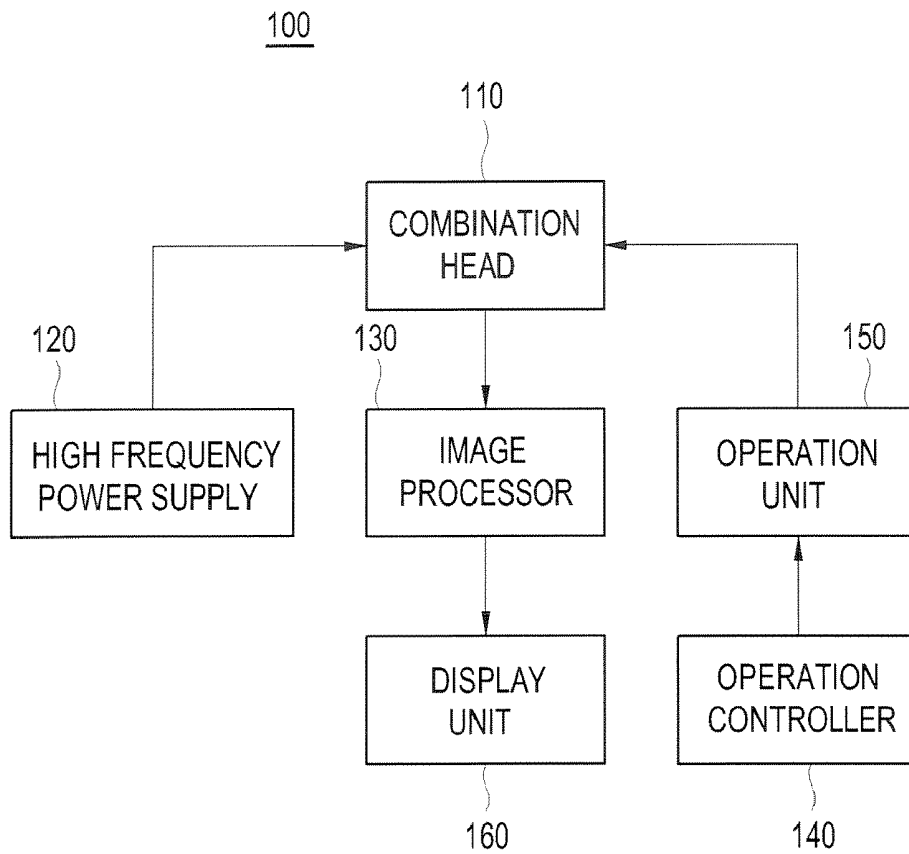 100
110
COMBINATION
HEAD
120
130
150
HIGH FREQUENCY
POWER SUPPLY
IMAGE
PROCESSOR
OPERATION
UNIT
DISPLAY
UNIT
OPERATION
CONTROLLER
160
140